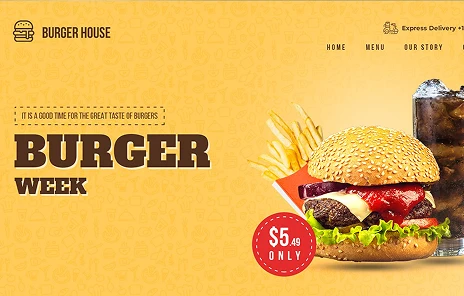 BURGER HOUSE
Express Delivery +1
HOME MENU OUR STORY
IT IS A GOOD TIME FOR THE GREAT TASTE OF BURGERS
BURGER
WEEK
$5.49
ONLY